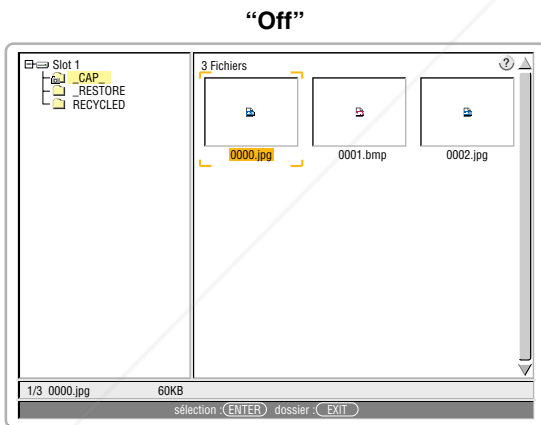 “Off”
Slot 1
_CAP_
_RESTORE
RECYCLED
3 Fichiers
?
0000.jpg
0001.bmp
0002.jpg
1/3 0000.jpg 60KB
sélection :ENTER dossier : EXIT